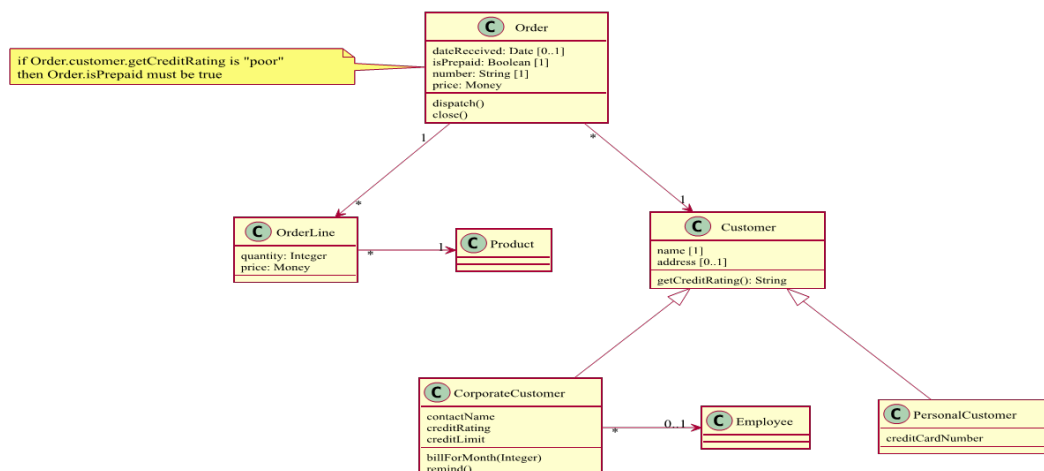 C Order
dateReceived: Date [0..1]
isPrepaid: Boolean [1]
number: String [1]
price: Money
dispatch()
close()
if Order.customer.getCreditRating is "poor"
then Order.isPrepaid must be true
1
*
*
1
C OrderLine
quantity: Integer
price: Money
*
1
C Product
C Customer
name [1]
address [0..1]
getCreditRating(): String
C CorporateCustomer
contactName
creditRating
creditLimit
billForMonth(Integer)
remind()
*
0..1
C Employee
C PersonalCustomer
creditCardNumber